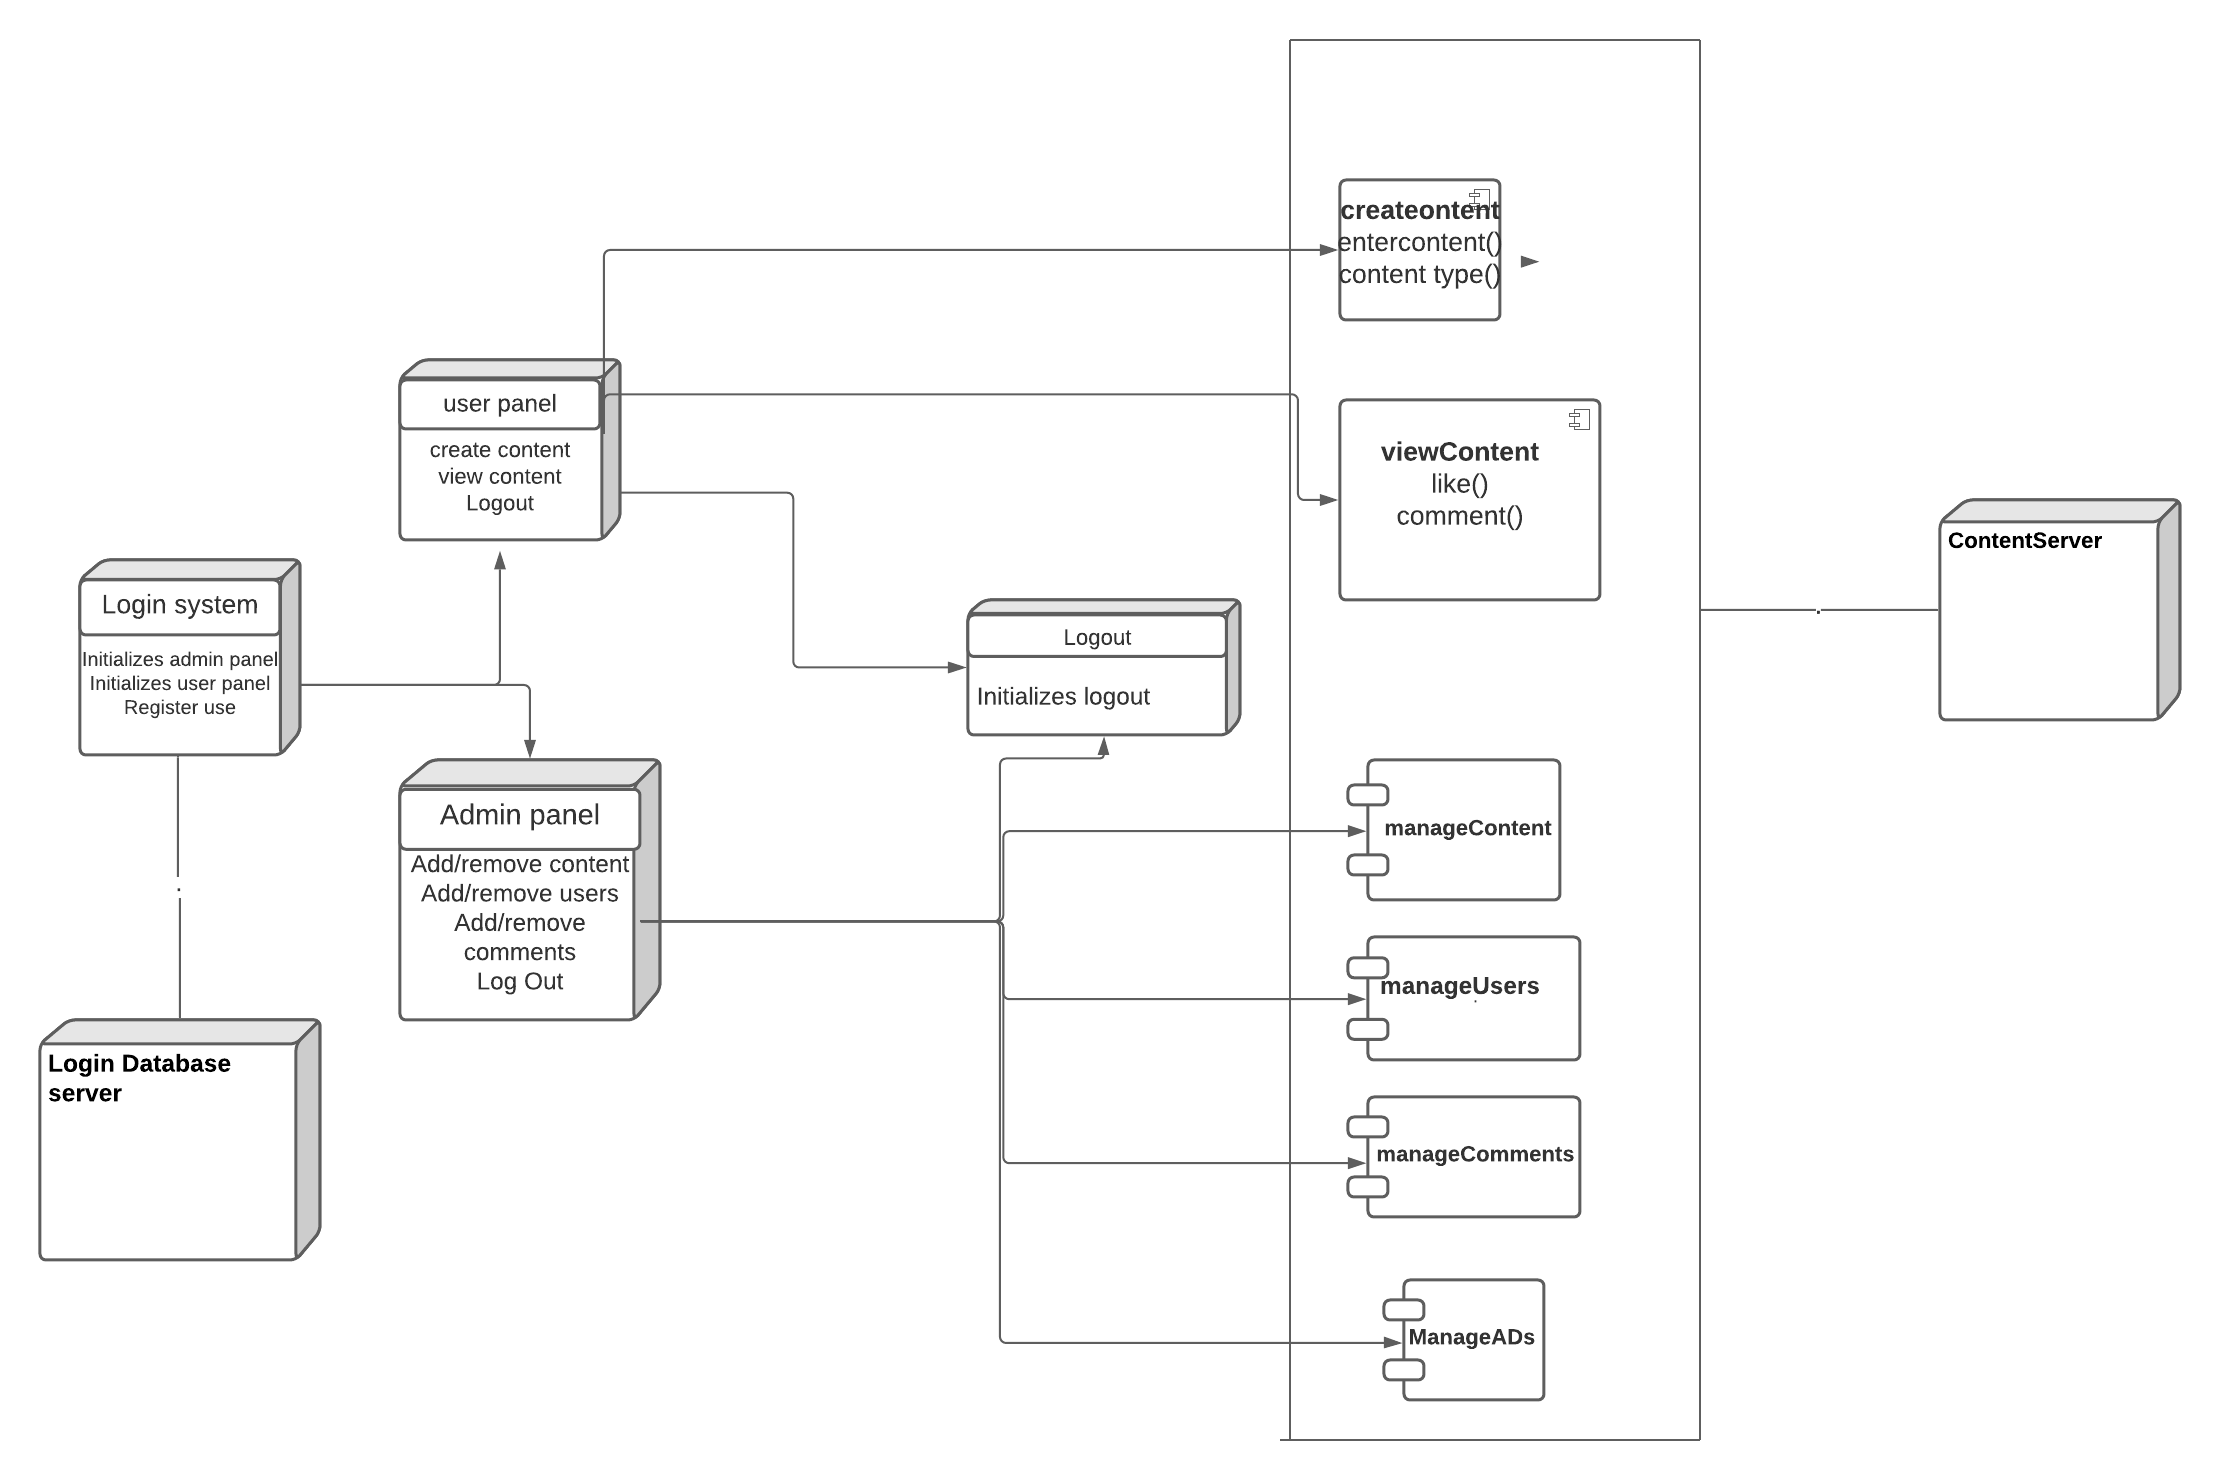 createontent
entercontent()
content type()
user panel
create content
view content
Logout
viewContent
like()
comment()
ContentServer
Login system
Initializes admin panel
Initializes user panel
Register use
Logout
Initializes logout
Admin panel
Add/remove content
Add/remove users
Add/remove
comments
Log Out
manageContent
manageUsers
.
manageComments
Login Database
server
ManageADs